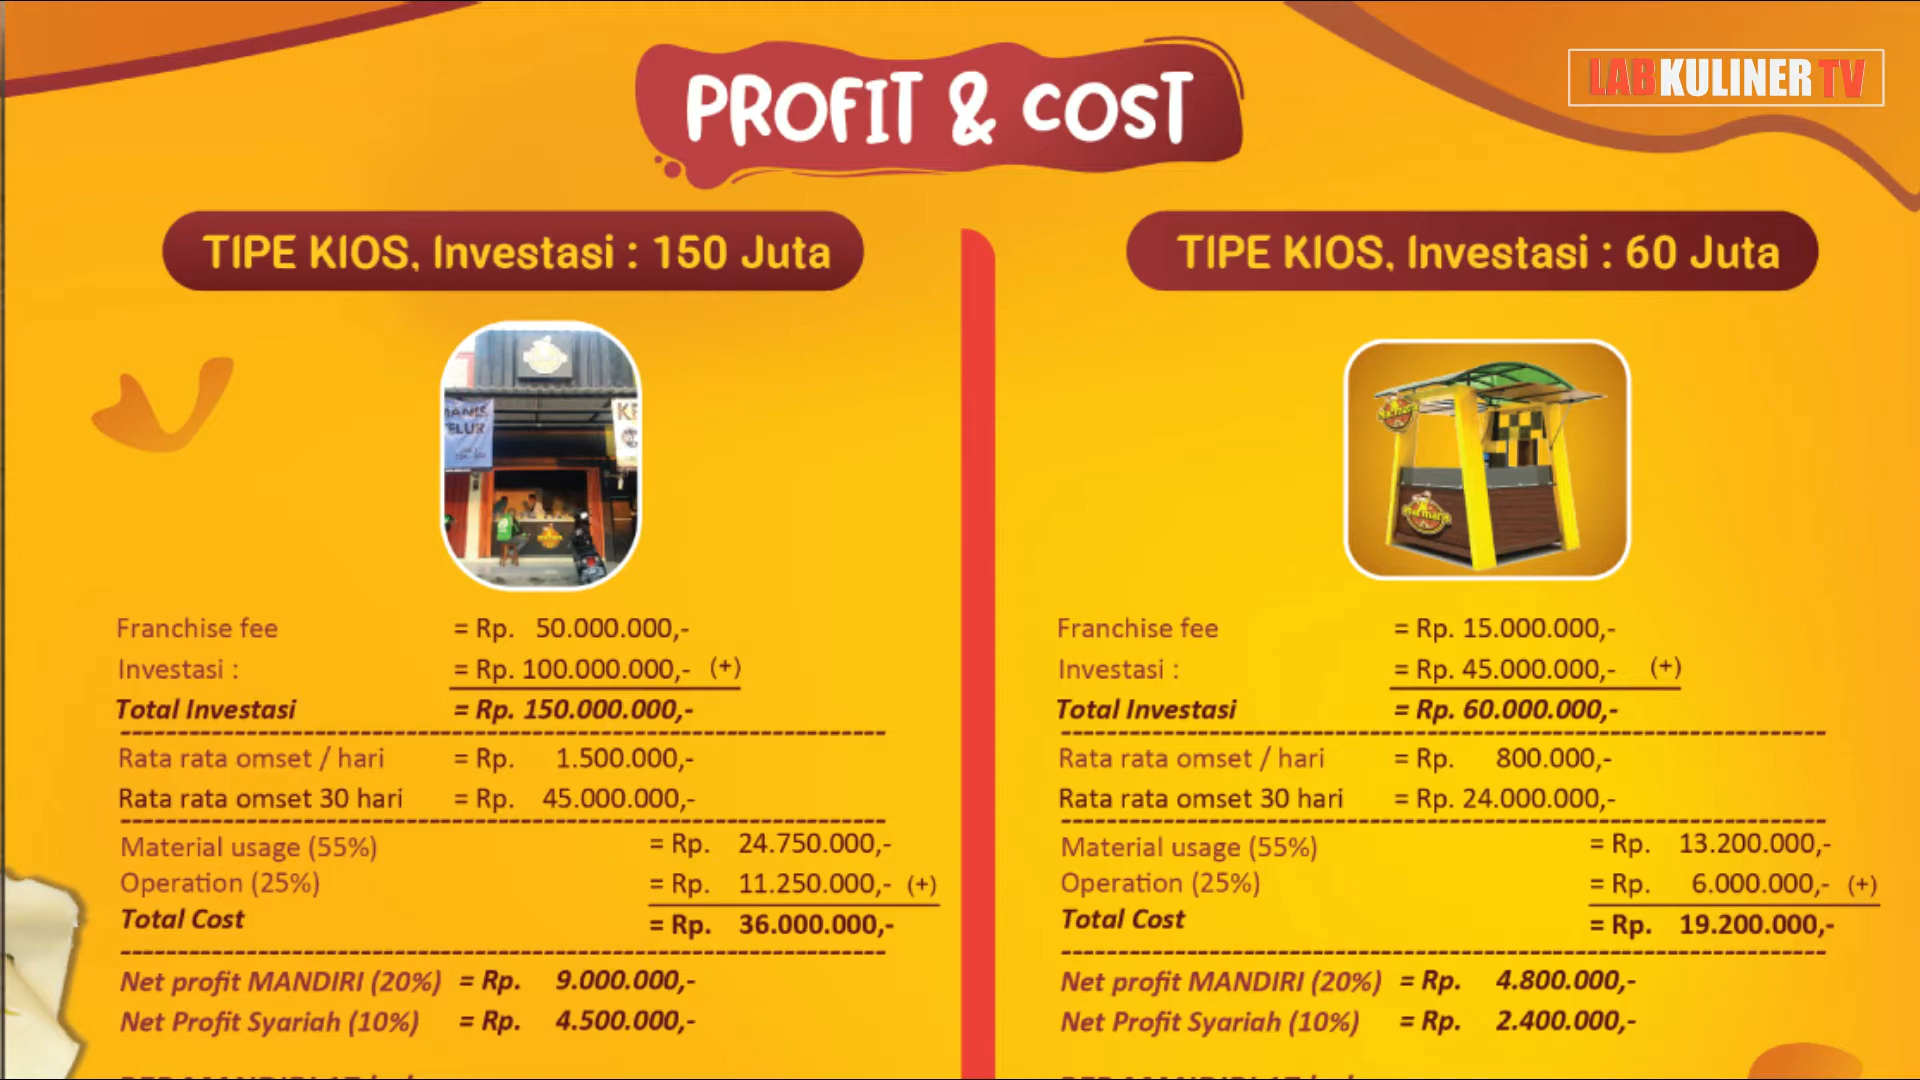 LABKULINER TV
PROFIT & COST
TIPE KIOS, Investasi : 150 Juta
Franchise fee = Rp. 50.000.000,-
Investasi : = Rp. 100.000.000,- (+)
Total Investasi = Rp. 150.000.000,-
Rata rata omset / hari = Rp. 1.500.000,-
Rata rata omset 30 hari = Rp. 45.000.000,-
Material usage (55%) = Rp. 24.750.000,-
Operation (25%) = Rp. 11.250.000,- (+)
Total Cost = Rp. 36.000.000,-
Net profit MANDIRI (20%) = Rp. 9.000.000,-
Net Profit Syariah (10%) = Rp. 4.500.000,-
TIPE KIOS, Investasi : 60 Juta
Franchise fee = Rp. 15.000.000,-
Investasi : = Rp. 45.000.000,- (+)
Total Investasi = Rp. 60.000.000,-
Rata rata omset / hari = Rp. 800.000,-
Rata rata omset 30 hari = Rp. 24.000.000,-
Material usage (55%) = Rp. 13.200.000,-
Operation (25%) = Rp. 6.000.000,- (+)
Total Cost = Rp. 19.200.000,-
Net profit MANDIRI (20%) = Rp. 4.800.000,-
Net Profit Syariah (10%) = Rp. 2.400.000,-